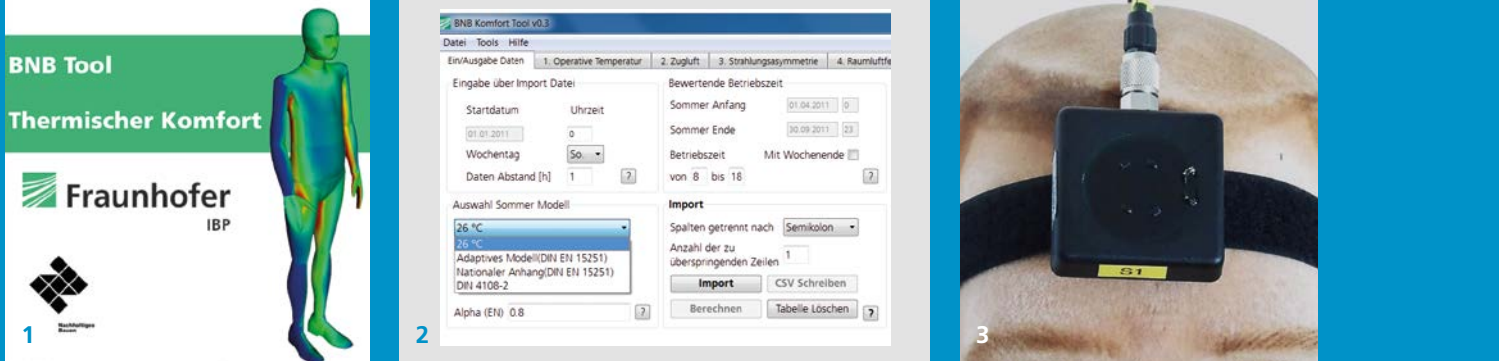 BNB Tool
Thermischer Komfort
Fraunhofer
IBP
Nachhaltiges
Bauen
1
BNB Komfort Tool v0.3
Datei Tools Hilfe
Ein/Ausgabe Daten 1. Operative Temperatur 2. Zugluft 3. Strahlungsasymmetrie 4. Raumluftfe
Eingabe über Import Datei
Startdatum Uhrzeit
01.01.2011 0
Wochentag So.
Daten Abstand [h] 1 ?
Bewertende Betriebszeit
Sommer Anfang 01.04.2011 0
Sommer Ende 30.09.2011 23
Betriebszeit Mit Wochenende
von 8 bis 18 ?
Auswahl Sommer Modell
26 °C
26 °C
Adaptives Modell(DIN EN 15251)
Nationaler Anhang(DIN EN 15251)
DIN 4108-2
Alpha (EN) 0.8 ?
Import
Spalten getrennt nach Semikolon
Anzahl der zu
überspringenden Zeilen 1
Import CSV Schreiben
Berechnen Tabelle Löschen ?
2
S1
3